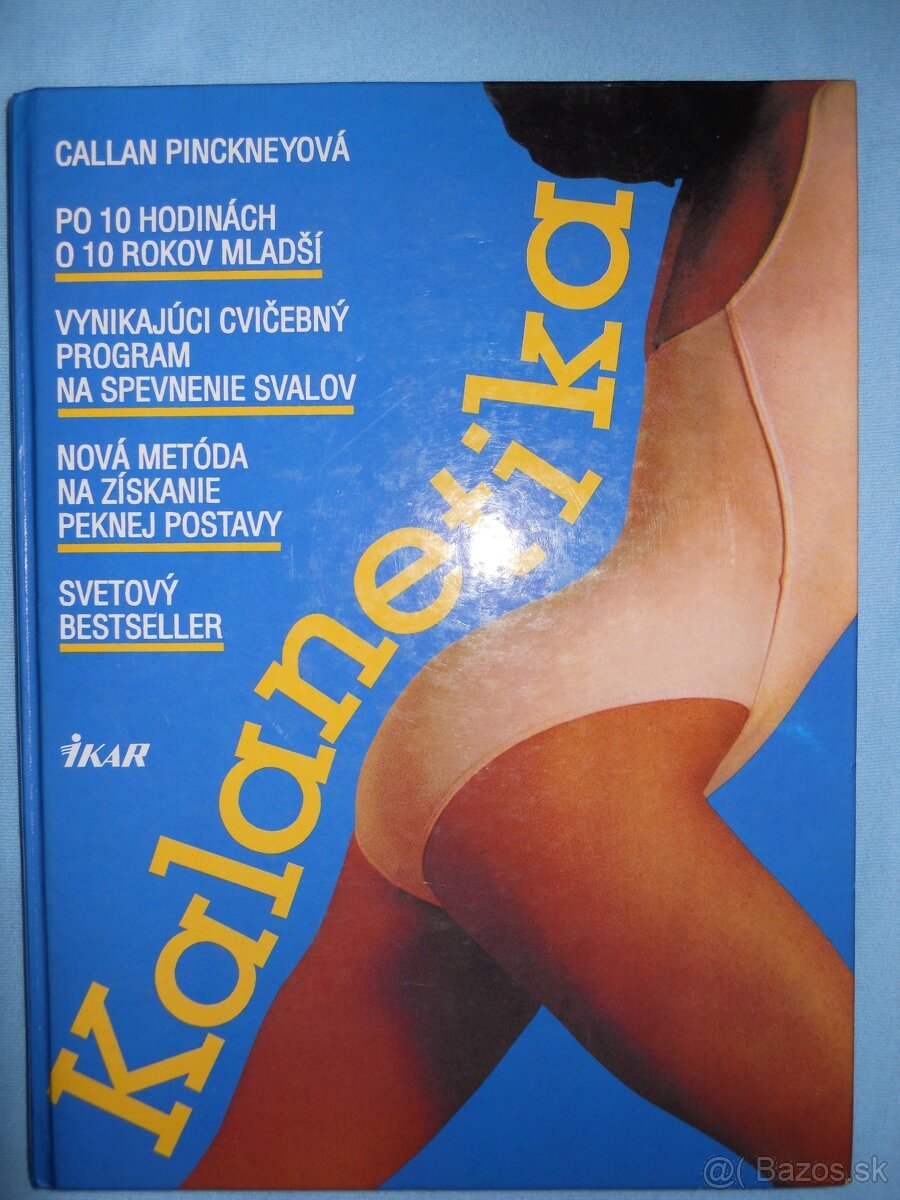 CALLAN PINCKNEYOVÁ
PO 10 HODINÁCH
O 10 ROKOV MLADŠÍ
VYNIKAJÚCI CVIČEBNÝ
PROGRAM
NA SPEVNENIE SVALOV
NOVÁ METÓDA
NA ZÍSKANIE
PEKNEJ POSTAVY
SVETOVÝ
BESTSELLER
IKAR
Kalanetika
@( Bazos.sk